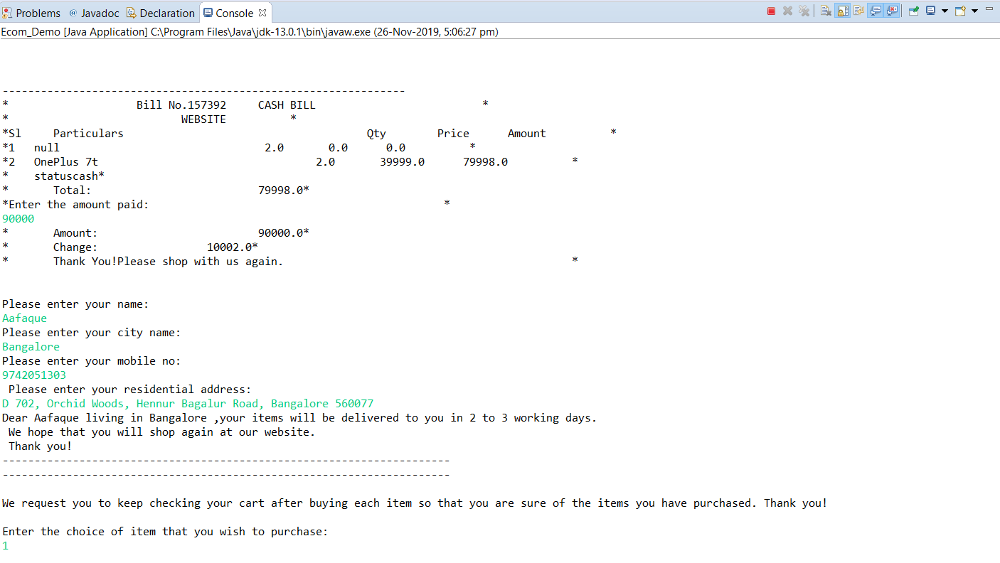 Problems @ Javadoc Declaration Console
Ecom_Demo [Java Application] C:\Program Files\Java\jdk-13.0.1\bin\javaw.exe (26-Nov-2019, 5:06:27 pm)
---------------------------------------------------------------
* Bill No.157392 CASH BILL *
* WEBSITE *
*Sl Particulars Qty Price Amount *
*1 null 2.0 0.0 0.0 *
*2 OnePlus 7t 2.0 39999.0 79998.0 *
* statuscash*
* Total: 79998.0*
*Enter the amount paid: *
90000
* Amount: 90000.0*
* Change: 10002.0*
* Thank You!Please shop with us again. *
Please enter your name:
Aafaque
Please enter your city name:
Bangalore
Please enter your mobile no:
9742051303
Please enter your residential address:
D 702, Orchid Woods, Hennur Bagalur Road, Bangalore 560077
Dear Aafaque living in Bangalore ,your items will be delivered to you in 2 to 3 working days.
We hope that you will shop again at our website.
Thank you!
----------------------------------------------------------------------
----------------------------------------------------------------------
We request you to keep checking your cart after buying each item so that you are sure of the items you have purchased. Thank you!
Enter the choice of item that you wish to purchase:
1